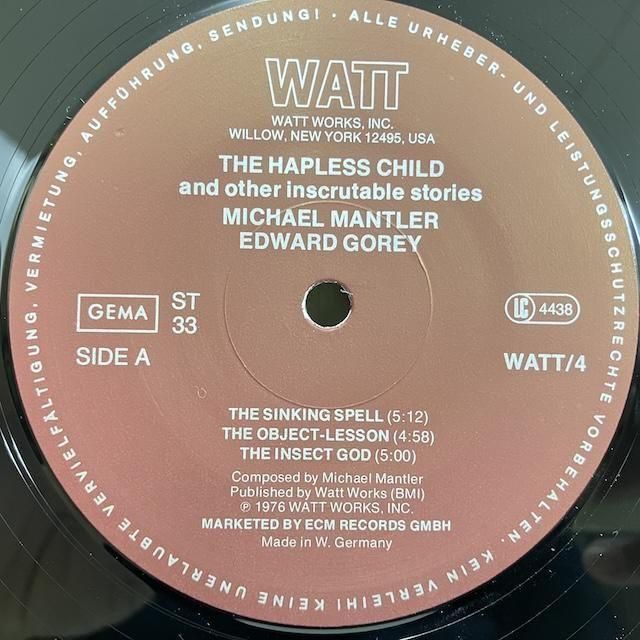 ALLE URHEBER- UND LEISTUNGSSCHUTZRECHTE VORBEHALTEN. KEIN VERLEIH! KEINE UNERLAUBTE VERVIELFÄLTIGUNG, VERMIETUNG, AUFFÜHRUNG, SENDUNG! ·
WATT
WATT WORKS, INC.
WILLOW, NEW YORK 12495, USA
THE HAPLESS CHILD
and other inscrutable stories
MICHAEL MANTLER
EDWARD GOREY
GEMA
ST
33
SIDE A
LC 4438
WATT/4
THE SINKING SPELL (5:12)
THE OBJECT-LESSON (4:58)
THE INSECT GOD (5:00)
Composed by Michael Mantler
Published by Watt Works (BMI)
℗ 1976 WATT WORKS, INC.
MARKETED BY ECM RECORDS GMBH
Made in W. Germany